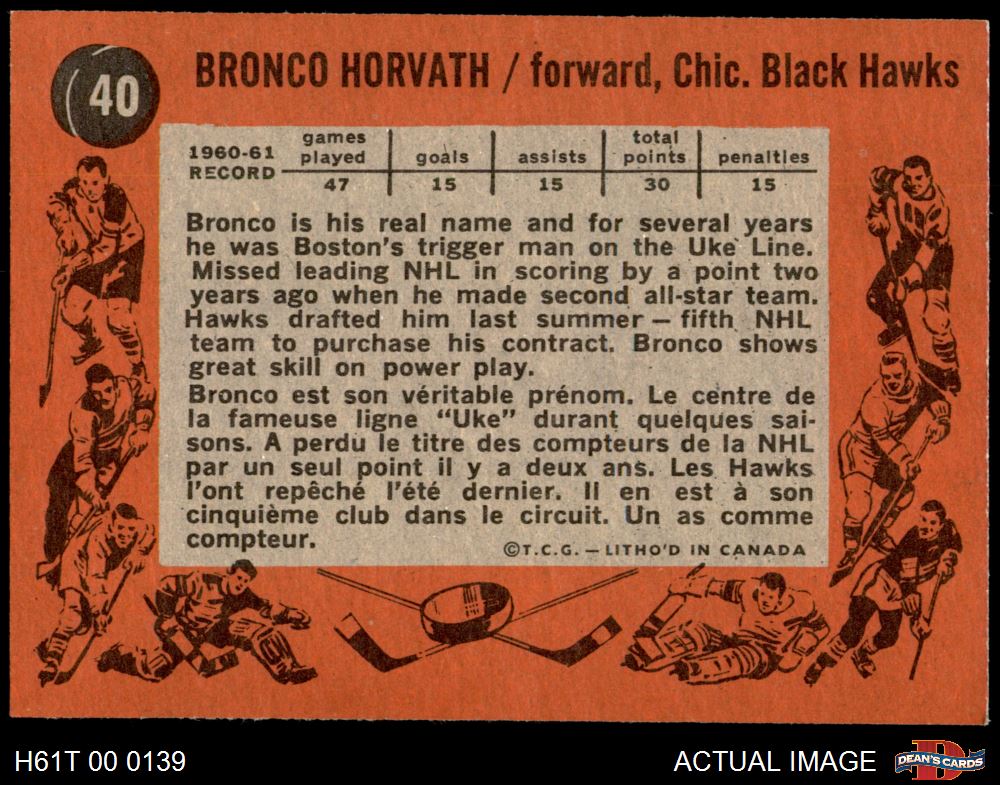 40
BRONCO HORVATH / forward, Chic. Black Hawks
1960-61 RECORD
games played goals assists total points penalties
47 15 15 30 15
Bronco is his real name and for several years
he was Boston's trigger man on the Uke Line.
Missed leading NHL in scoring by a point two
years ago when he made second all-star team.
Hawks drafted him last summer — fifth NHL
team to purchase his contract. Bronco shows
great skill on power play.
Bronco est son véritable prénom. Le centre de
la fameuse ligne "Uke" durant quelques sai-
sons. A perdu le titre des compteurs de la NHL
par un seul point il y a deux ans. Les Hawks
l'ont repêché l'été dernier. Il en est à son
cinquième club dans le circuit. Un as comme
compteur.
©T.C.G. — LITHO'D IN CANADA
H61T 00 0139
ACTUAL IMAGE
D
DEAN'S CARDS